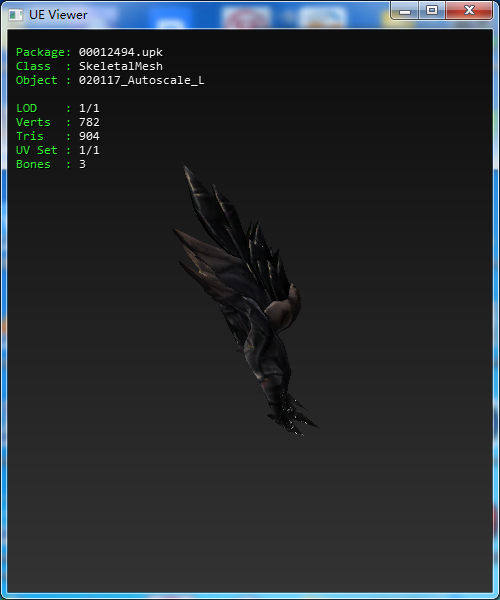 UE Viewer
Package: 00012494.upk
Class : SkeletalMesh
Object : 020117_Autoscale_L
LOD : 1/1
Verts : 782
Tris : 904
UV Set : 1/1
Bones : 3